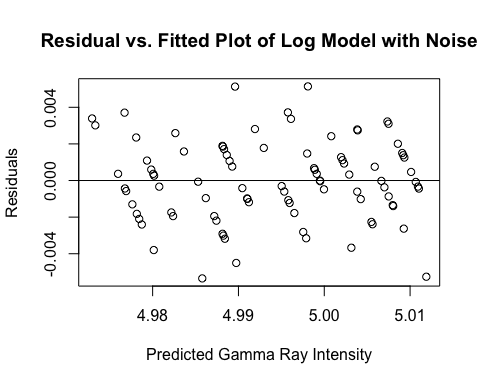 Residual vs. Fitted Plot of Log Model with Noise
Residuals
0.004
0.000
-0.004
4.98 4.99 5.00 5.01
Predicted Gamma Ray Intensity